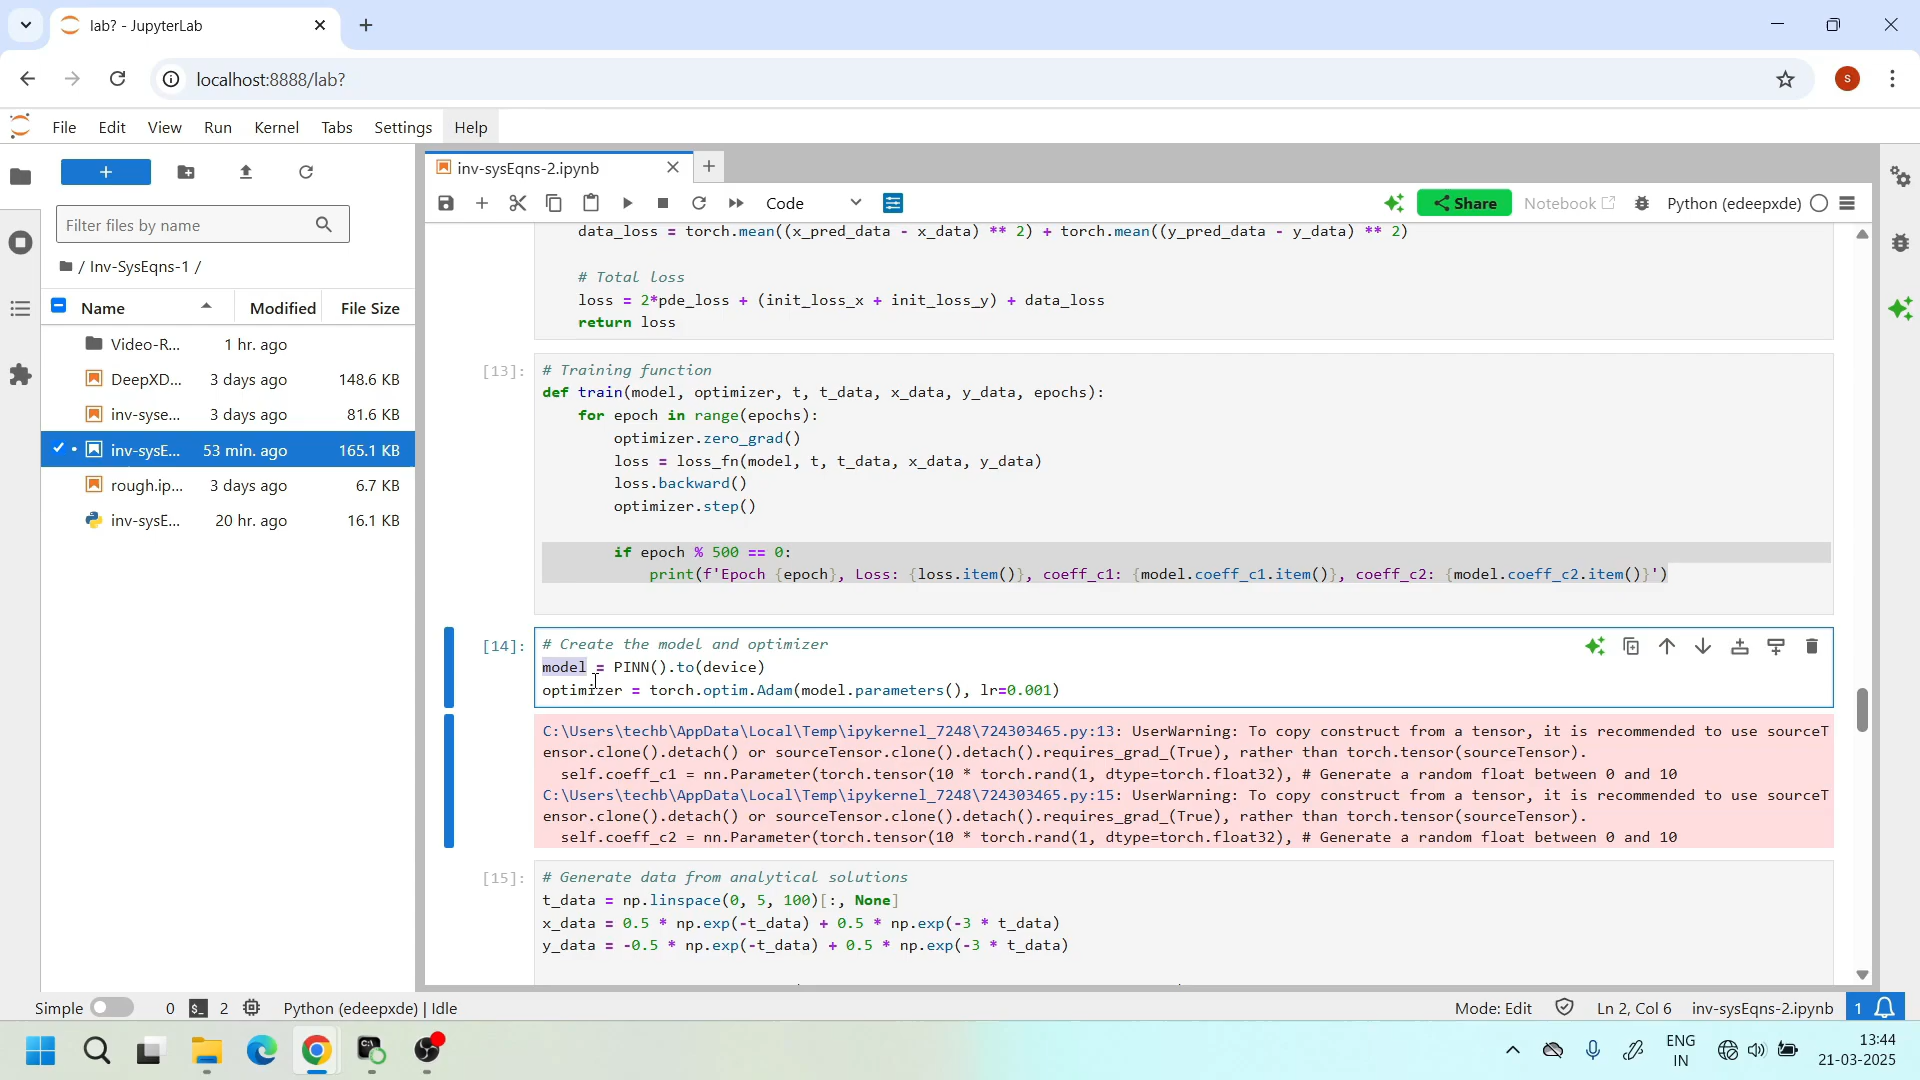 lab? - JupyterLab
localhost:8888/lab?
S
File Edit View Run Kernel Tabs Settings Help
+
Filter files by name
/ Inv-SysEqns-1 /
Name Modified File Size
Video-R... 1 hr. ago
DeepXD... 3 days ago 148.6 KB
inv-syse... 3 days ago 81.6 KB
inv-sysE... 53 min. ago 165.1 KB
rough.ip... 3 days ago 6.7 KB
inv-sysE... 20 hr. ago 16.1 KB
inv-sysEqns-2.ipynb
Code Share Notebook Python (edeepxde)
data_loss = torch.mean((x_pred_data - x_data) ** 2) + torch.mean((y_pred_data - y_data) ** 2)
# Total loss
loss = 2*pde_loss + (init_loss_x + init_loss_y) + data_loss
return loss
[13]:
# Training function
def train(model, optimizer, t, t_data, x_data, y_data, epochs):
for epoch in range(epochs):
optimizer.zero_grad()
loss = loss_fn(model, t, t_data, x_data, y_data)
loss.backward()
optimizer.step()
if epoch % 500 == 0:
print(f'Epoch {epoch}, Loss: {loss.item()}, coeff_c1: {model.coeff_c1.item()}, coeff_c2: {model.coeff_c2.item()}')
[14]:
# Create the model and optimizer
model = PINN().to(device)
optimizer = torch.optim.Adam(model.parameters(), lr=0.001)
C:\Users\techb\AppData\Local\Temp\ipykernel_7248\724303465.py:13: UserWarning: To copy construct from a tensor, it is recommended to use sourceT
ensor.clone().detach() or sourceTensor.clone().detach().requires_grad_(True), rather than torch.tensor(sourceTensor).
self.coeff_c1 = nn.Parameter(torch.tensor(10 * torch.rand(1, dtype=torch.float32), # Generate a random float between 0 and 10
C:\Users\techb\AppData\Local\Temp\ipykernel_7248\724303465.py:15: UserWarning: To copy construct from a tensor, it is recommended to use sourceT
ensor.clone().detach() or sourceTensor.clone().detach().requires_grad_(True), rather than torch.tensor(sourceTensor).
self.coeff_c2 = nn.Parameter(torch.tensor(10 * torch.rand(1, dtype=torch.float32), # Generate a random float between 0 and 10
[15]:
# Generate data from analytical solutions
t_data = np.linspace(0, 5, 100)[:, None]
x_data = 0.5 * np.exp(-t_data) + 0.5 * np.exp(-3 * t_data)
y_data = -0.5 * np.exp(-t_data) + 0.5 * np.exp(-3 * t_data)
Simple 0 2 Python (edeepxde) | Idle Mode: Edit Ln 2, Col 6 inv-sysEqns-2.ipynb 1
ENG
IN
13:44
21-03-2025